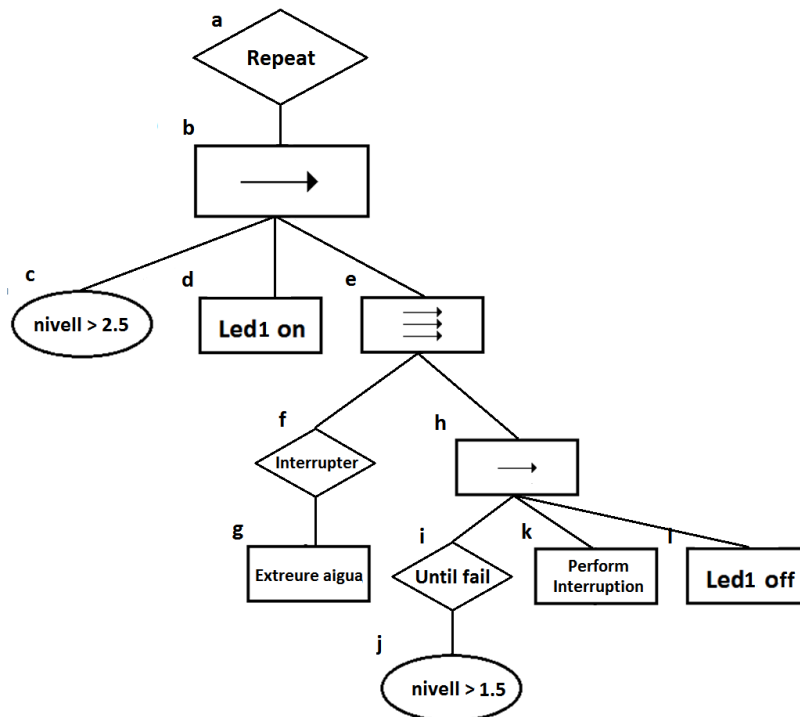 a
Repeat
b
c
nivell > 2.5
d
Led1 on
e
f
Interrupter
g
Extreure aigua
h
i
Until fail
j
nivell > 1.5
k
Perform
Interruption
l
Led1 off